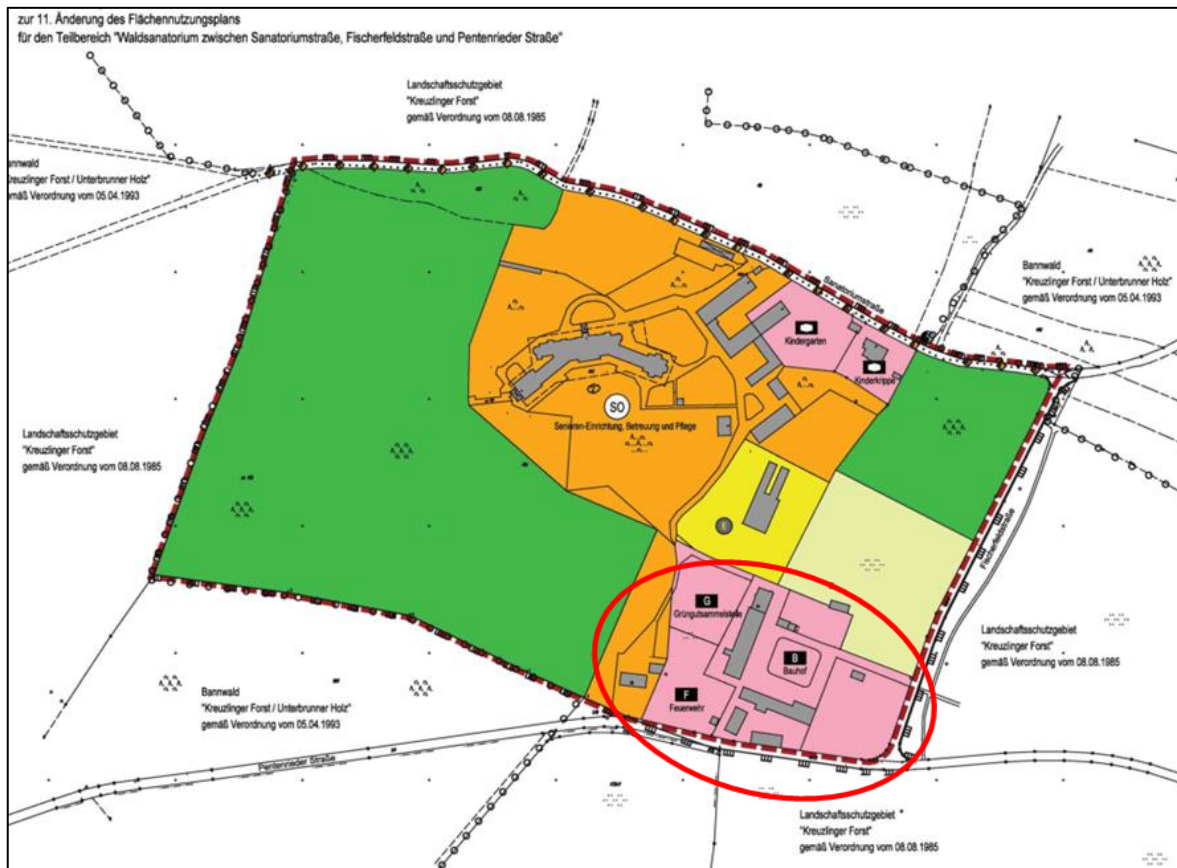 zur 11. Änderung des Flächennutzungsplans
für den Teilbereich "Waldsanatorium zwischen Sanatoriumstraße, Fischerfeldstraße und Pentenrieder Straße"
Landschaftsschutzgebiet
"Kreuzlinger Forst"
gemäß Verordnung vom 08.08.1985
Bannwald
"Kreuzlinger Forst / Unterbrunner Holz"
gemäß Verordnung vom 05.04.1993
Sanatoriumstraße
Bannwald
"Kreuzlinger Forst / Unterbrunner Holz"
gemäß Verordnung vom 05.04.1993
Kindergarten
Kinderkrippe
SO
Senioren-Einrichtung, Betreuung und Pflege
Landschaftsschutzgebiet
"Kreuzlinger Forst"
gemäß Verordnung vom 08.08.1985
E
Fischerfeldstraße
G
Grüngutsammelstelle
B
Bauhof
F
Feuerwehr
Landschaftsschutzgebiet
"Kreuzlinger Forst"
gemäß Verordnung vom 08.08.1985
Bannwald
"Kreuzlinger Forst / Unterbrunner Holz"
gemäß Verordnung vom 05.04.1993
Pentenrieder Straße
Landschaftsschutzgebiet
"Kreuzlinger Forst"
gemäß Verordnung vom 08.08.1985